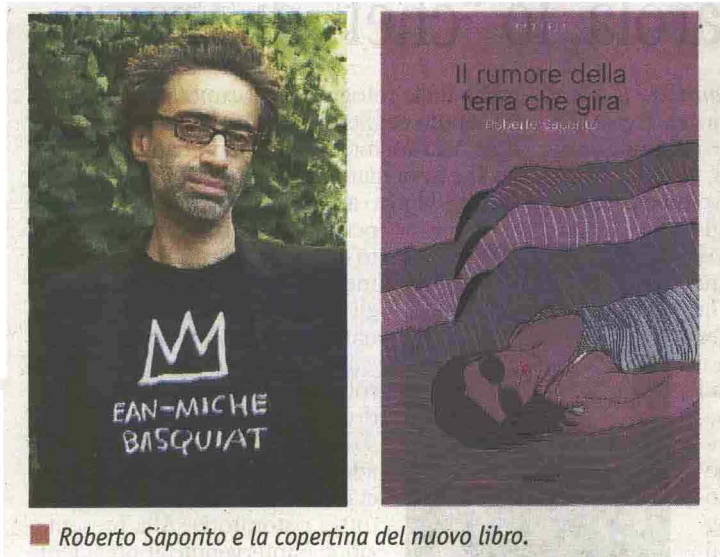 EAN-MICHE
BASQUIAT
Il rumore della
terra che gira
Roberto Saporito
Roberto Saporito e la copertina del nuovo libro.